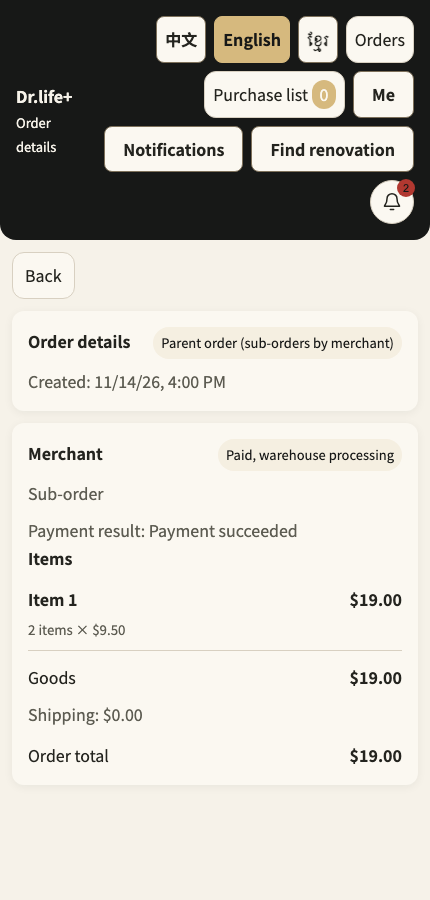 中文
English
ខ្មែរ
Orders
Dr.life+
Order details
Purchase list 0
Me
Notifications
Find renovation
2
Back
Order details
Parent order (sub-orders by merchant)
Created: 11/14/26, 4:00 PM
Merchant
Paid, warehouse processing
Sub-order
Payment result: Payment succeeded
Items
Item 1 $19.00
2 items × $9.50
Goods $19.00
Shipping: $0.00
Order total $19.00